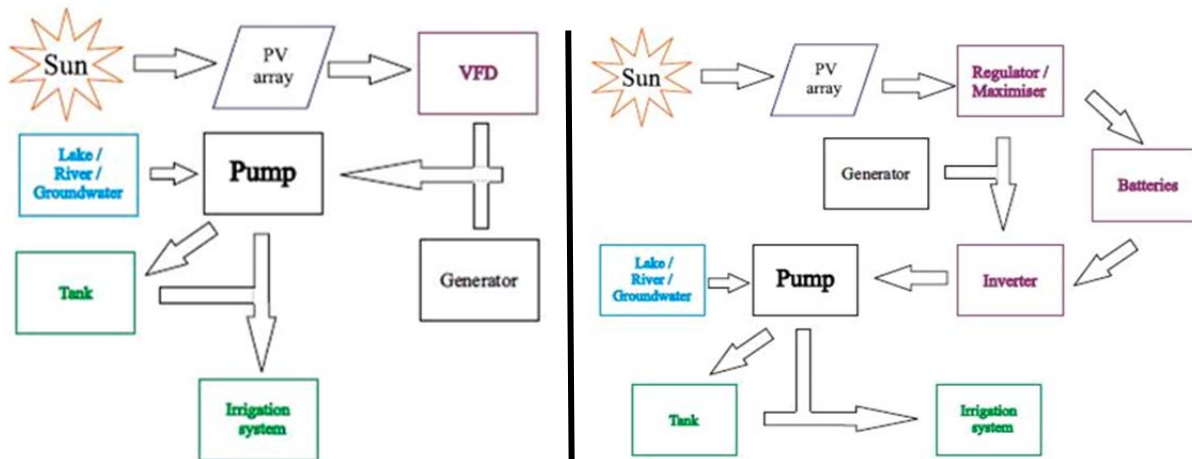 Sun
PV
array
VFD
Lake /
River /
Groundwater
Pump
Tank
Generator
Irrigation
system
Sun
PV
array
Regulator /
Maximiser
Generator
Batteries
Lake /
River /
Groundwater
Pump
Inverter
Tank
Irrigation
system